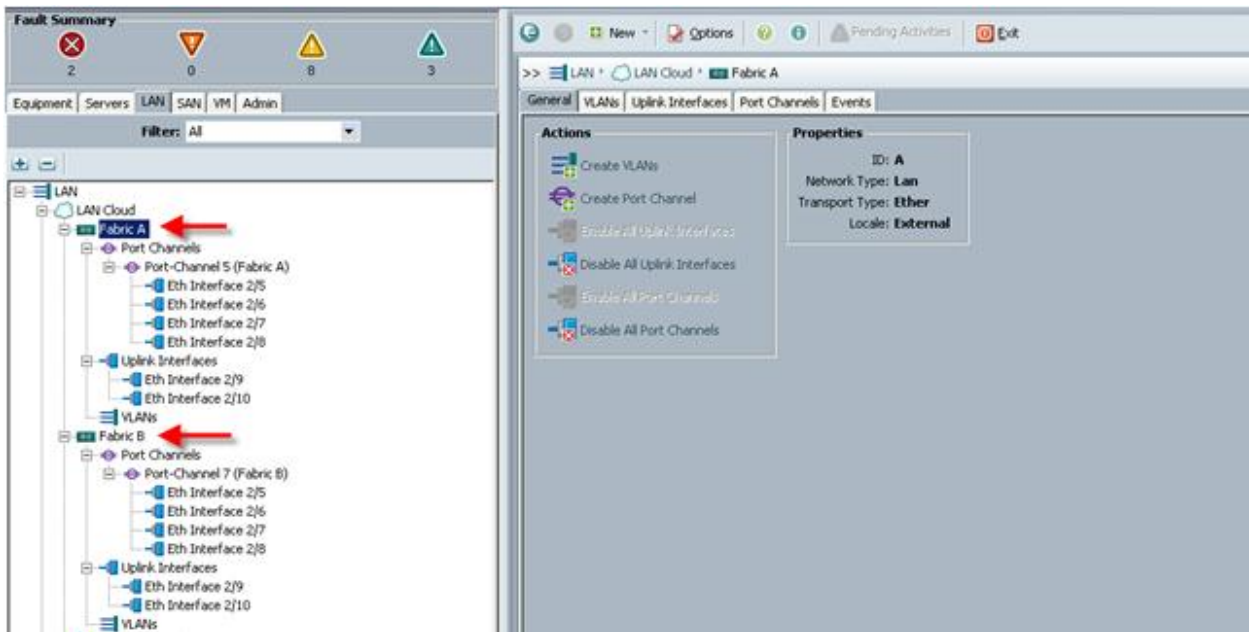 Fault Summary
2 0 8 3
Equipment Servers LAN SAN VM Admin
Filter: All
LAN
LAN Cloud
Fabric A
Port Channels
Port-Channel 5 (Fabric A)
Eth Interface 2/5
Eth Interface 2/6
Eth Interface 2/7
Eth Interface 2/8
Uplink Interfaces
Eth Interface 2/9
Eth Interface 2/10
VLANs
Fabric B
Port Channels
Port-Channel 7 (Fabric B)
Eth Interface 2/5
Eth Interface 2/6
Eth Interface 2/7
Eth Interface 2/8
Uplink Interfaces
Eth Interface 2/9
Eth Interface 2/10
VLANs
New Options Pending Activities Exit
>> LAN LAN Cloud Fabric A
General VLANs Uplink Interfaces Port Channels Events
Actions
Create VLANs
Create Port Channel
Enable All Uplink Interfaces
Disable All Uplink Interfaces
Enable All Port Channels
Disable All Port Channels
Properties
ID: A
Network Type: Lan
Transport Type: Ether
Locale: External